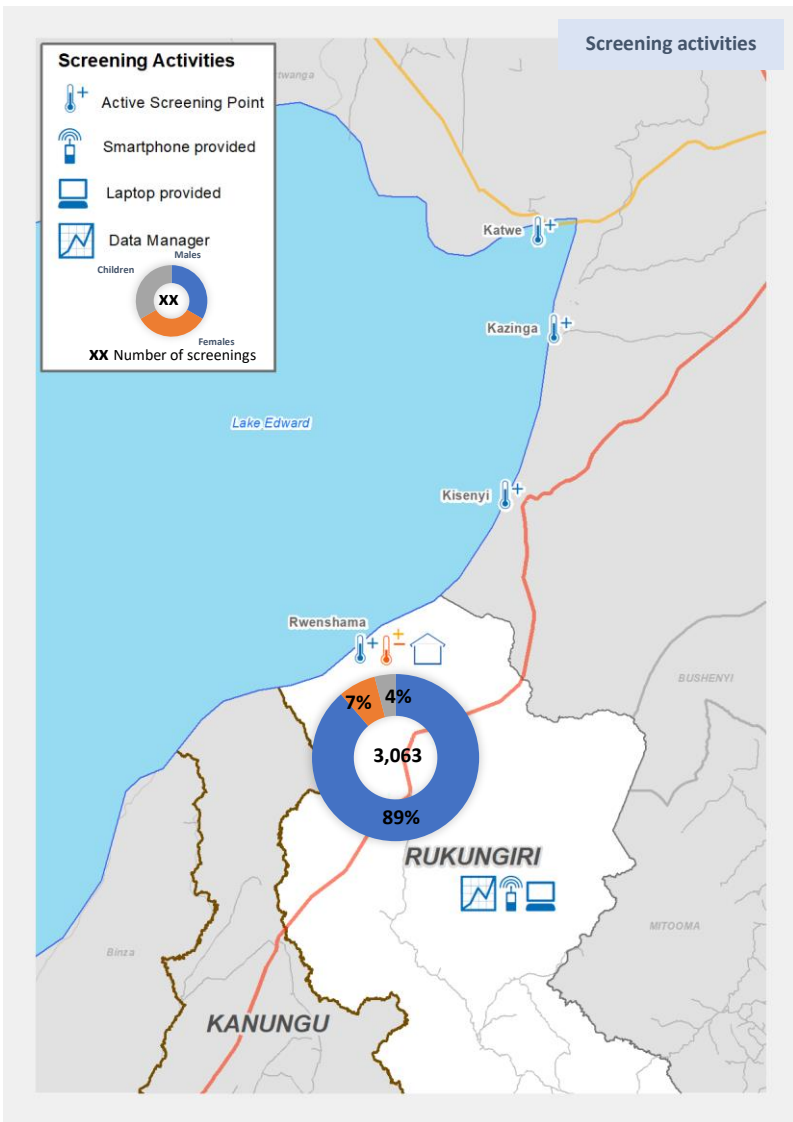 Screening activities
Screening Activities
Active Screening Point
Smartphone provided
Laptop provided
Data Manager
Males
Children
XX
Females
XX Number of screenings
Katwe
Kazinga
Lake Edward
Kisenyi
Rwenshama
BUSHENYI
7%
4%
3,063
89%
RUKUNGIRI
MITOOMA
Binza
KANUNGU